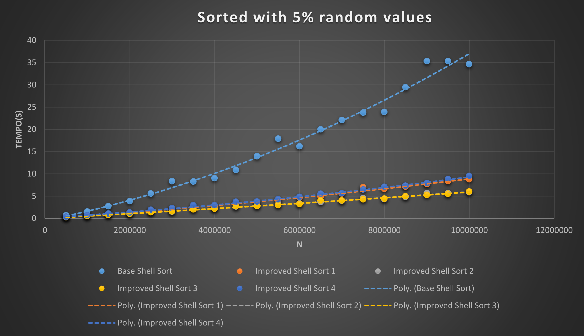 Sorted with 5% random values
40
35
30
25
20
15
10
5
0
TEMPO(S)
0 2000000 4000000 6000000 8000000 10000000 12000000
N
Base Shell Sort Improved Shell Sort 1 Improved Shell Sort 2
Improved Shell Sort 3 Improved Shell Sort 4 Poly. (Base Shell Sort)
Poly. (Improved Shell Sort 1) Poly. (Improved Shell Sort 2) Poly. (Improved Shell Sort 3)
Poly. (Improved Shell Sort 4)